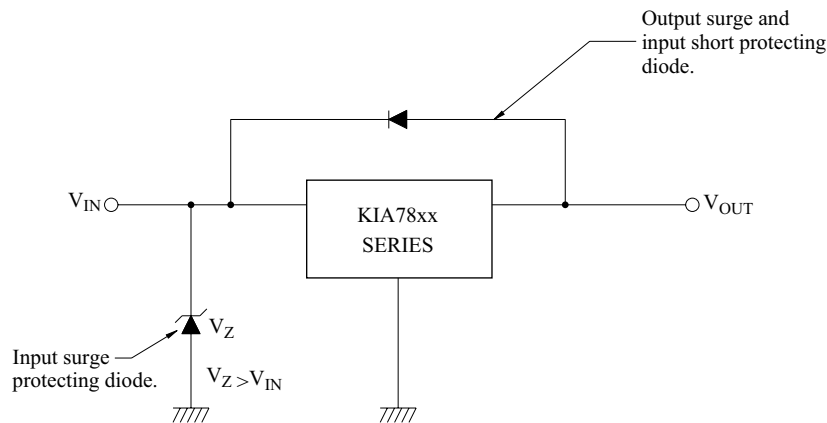 Output surge and
input short protecting
diode.
VIN
KIA78xx
SERIES
VOUT
VZ
Input surge
protecting diode.
VZ>VIN